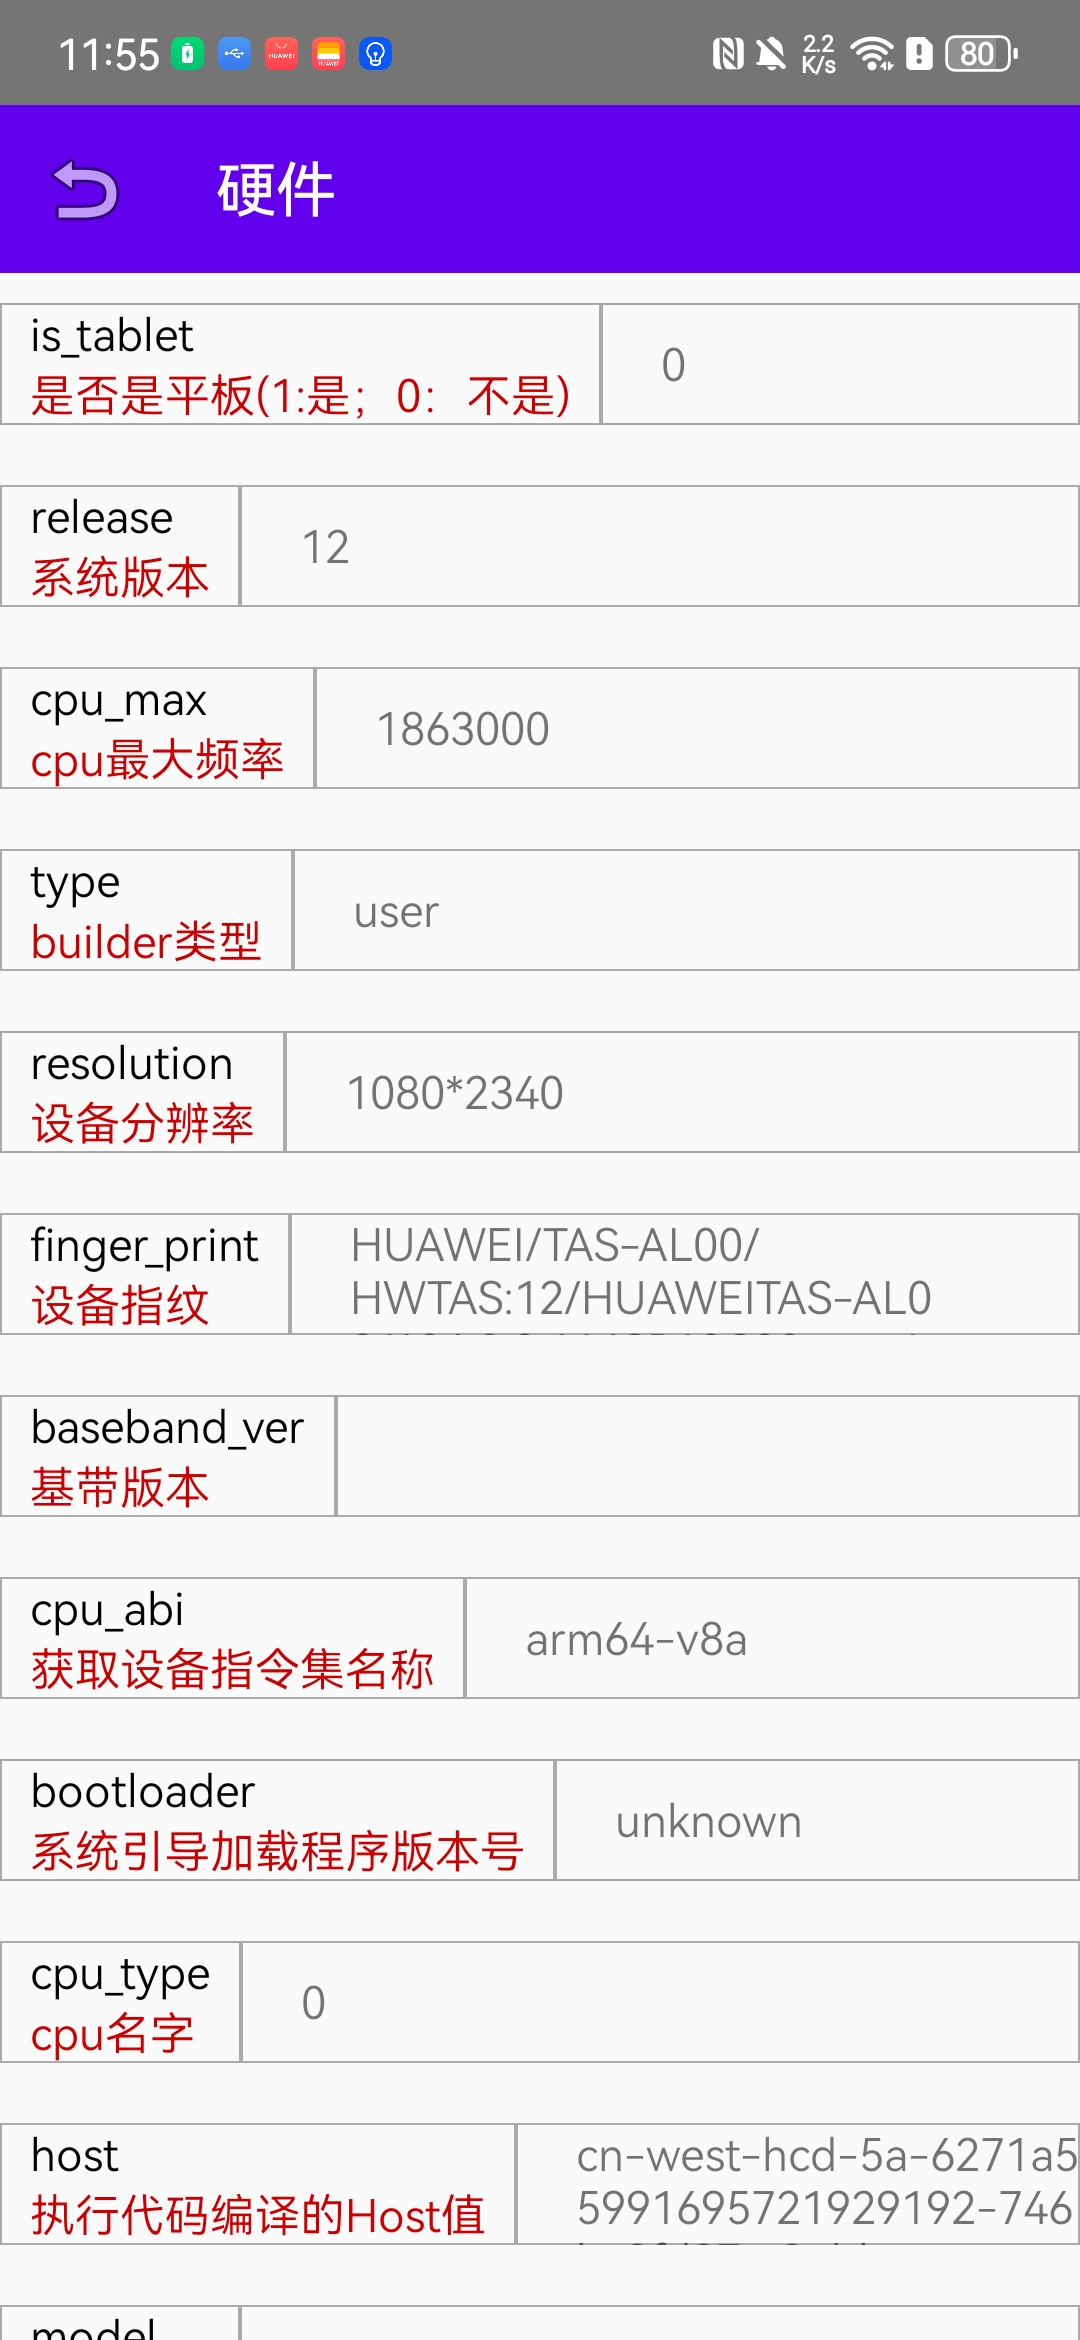 11:55
2.2
K/s
80
硬件
is_tablet
是否是平板(1:是；0：不是)
0
release
系统版本
12
cpu_max
cpu最大频率
1863000
type
builder类型
user
resolution
设备分辨率
1080*2340
finger_print
设备指纹
HUAWEI/TAS-AL00/
HWTAS:12/HUAWEITAS-AL0
baseband_ver
基带版本
cpu_abi
获取设备指令集名称
arm64-v8a
bootloader
系统引导加载程序版本号
unknown
cpu_type
cpu名字
0
host
执行代码编译的Host值
cn-west-hcd-5a-6271a5
5991695721929192-746
model